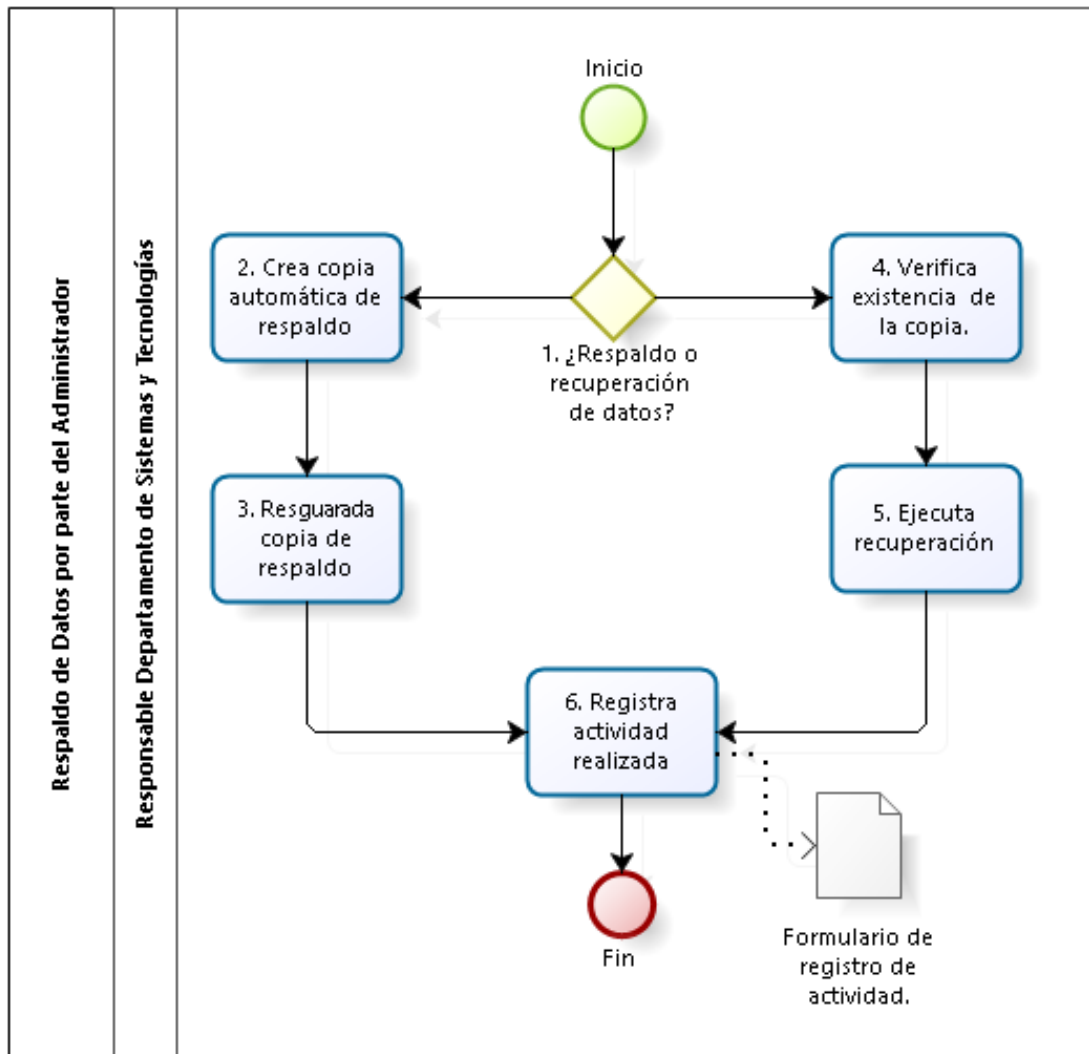 Respaldo de Datos por parte del Administrador
Responsable Departamento de Sistemas y Tecnologías
Inicio
1. ¿Respaldo o
recuperación
de datos?
2. Crea copia
automática de
respaldo
3. Resguarada
copia de
respaldo
4. Verifica
existencia de
la copia.
5. Ejecuta
recuperación
6. Registra
actividad
realizada
Formulario de
registro de
actividad.
Fin